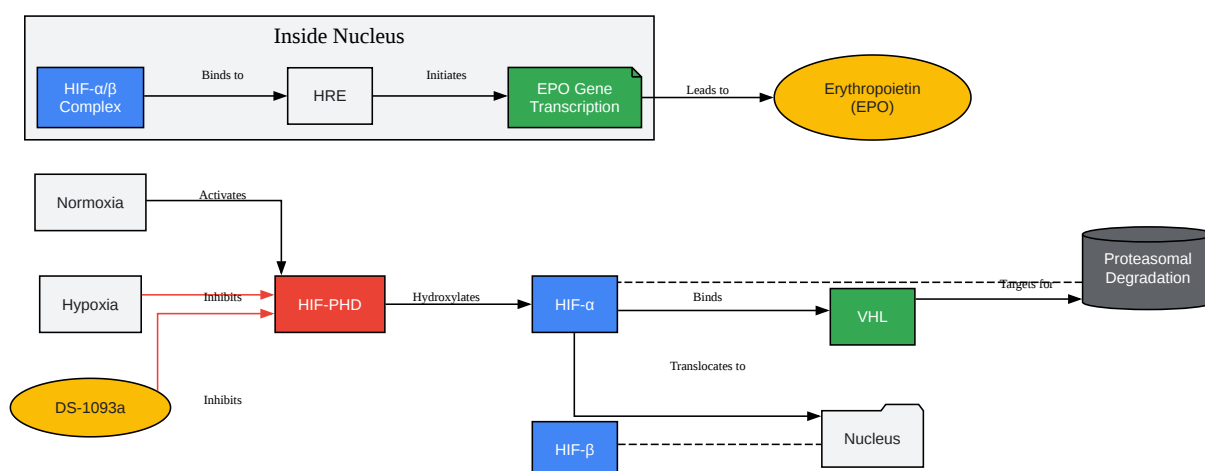 Inside Nucleus
HIF-α/β
Complex
Binds to
HRE
Initiates
EPO Gene
Transcription
Leads to
Erythropoietin
(EPO)
Normoxia
Activates
Hypoxia
Inhibits
HIF-PHD
Hydroxylates
HIF-α
Binds
VHL
Targets for
Proteasomal
Degradation
Translocates to
DS-1093a
Inhibits
HIF-β
Nucleus